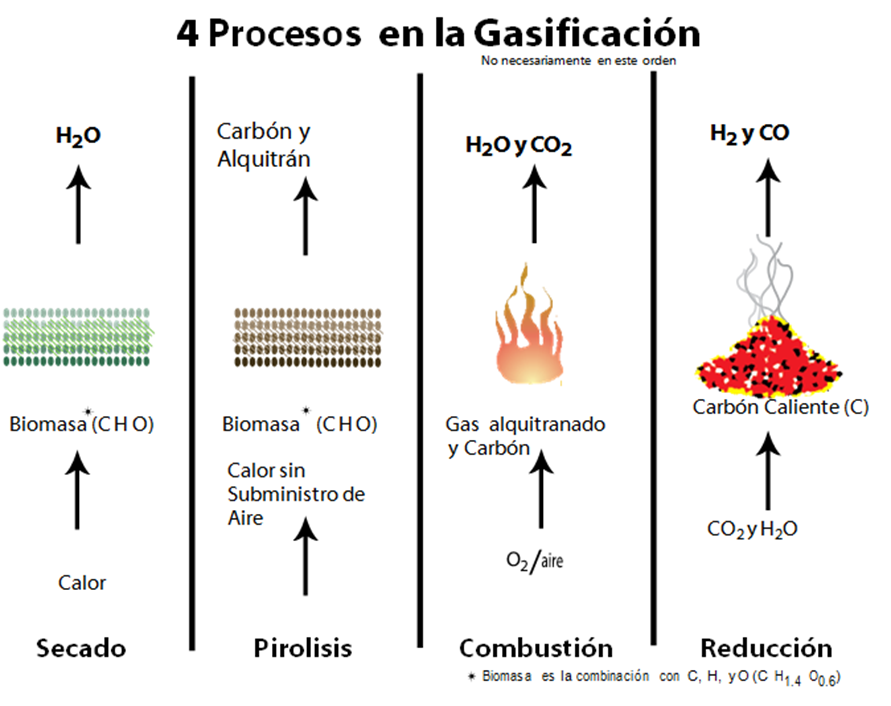 4 Procesos en la Gasificación
No necesariamente en este orden
H₂O
Biomasa✶(C H O)
Calor
Secado
Carbón y
Alquitrán
Biomasa✶ (C H O)
Calor sin
Subministro de
Aire
Pirolisis
H₂O y CO₂
Gas alquitranado
y Carbón
O₂/aire
Combustión
H₂ y CO
Carbón Caliente (C)
CO₂ y H₂O
Reducción
✶ Biomasa es la combinación con C, H, y O (C H₁.₄ O₀.₆)